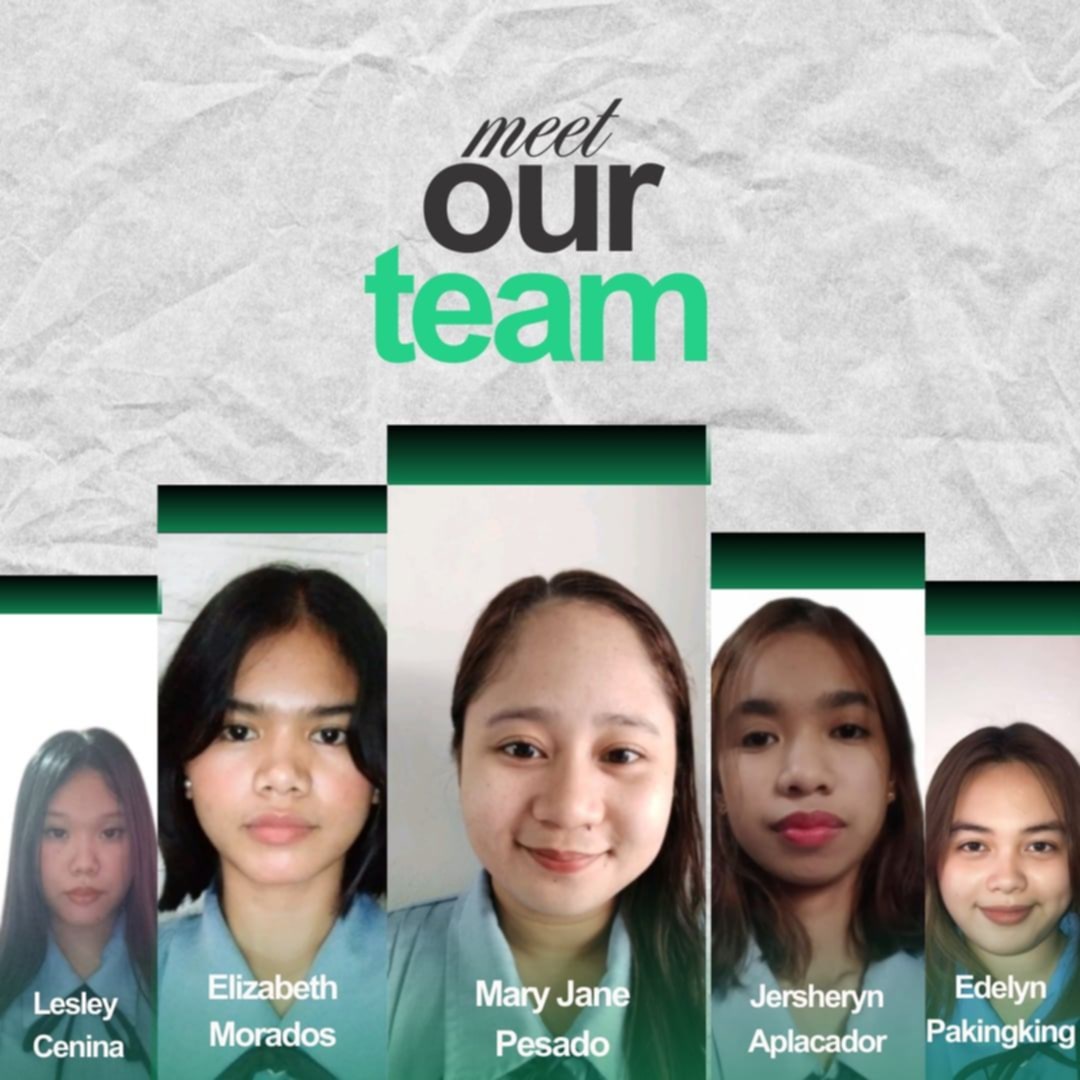 meet
our
team
Lesley
Cenina
Elizabeth
Morados
Mary Jane
Pesado
Jersheryn
Aplacador
Edelyn
Pakingking